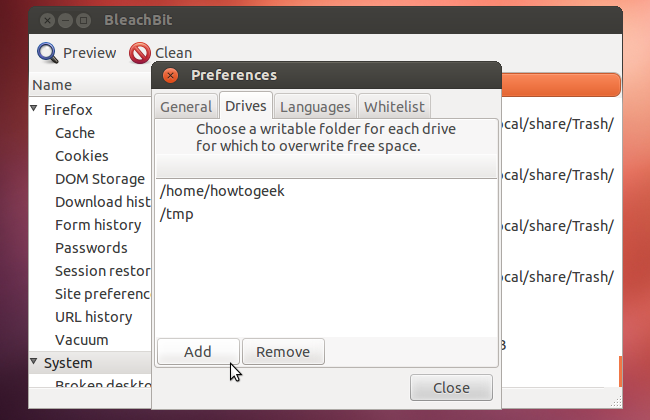 BleachBit
Preview Clean
Name
Firefox
Cache
Cookies
DOM Storage
Download hist
Form history
Passwords
Session restor
Site preferenc
URL history
Vacuum
System
Broken deskto
Preferences
General Drives Languages Whitelist
Choose a writable folder for each drive
for which to overwrite free space.
/home/howtogeek
/tmp
Add Remove
Close
ocal/share/Trash/
ocal/share/Trash/
ocal/share/Trash/
ocal/share/Trash/